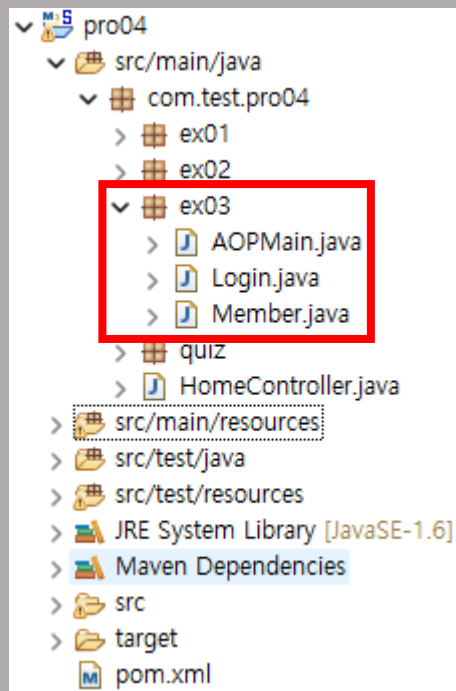 pro04
src/main/java
com.test.pro04
ex01
ex02
ex03
AOPMain.java
Login.java
Member.java
quiz
HomeController.java
src/main/resources
src/test/java
src/test/resources
JRE System Library [JavaSE-1.6]
Maven Dependencies
src
target
pom.xml